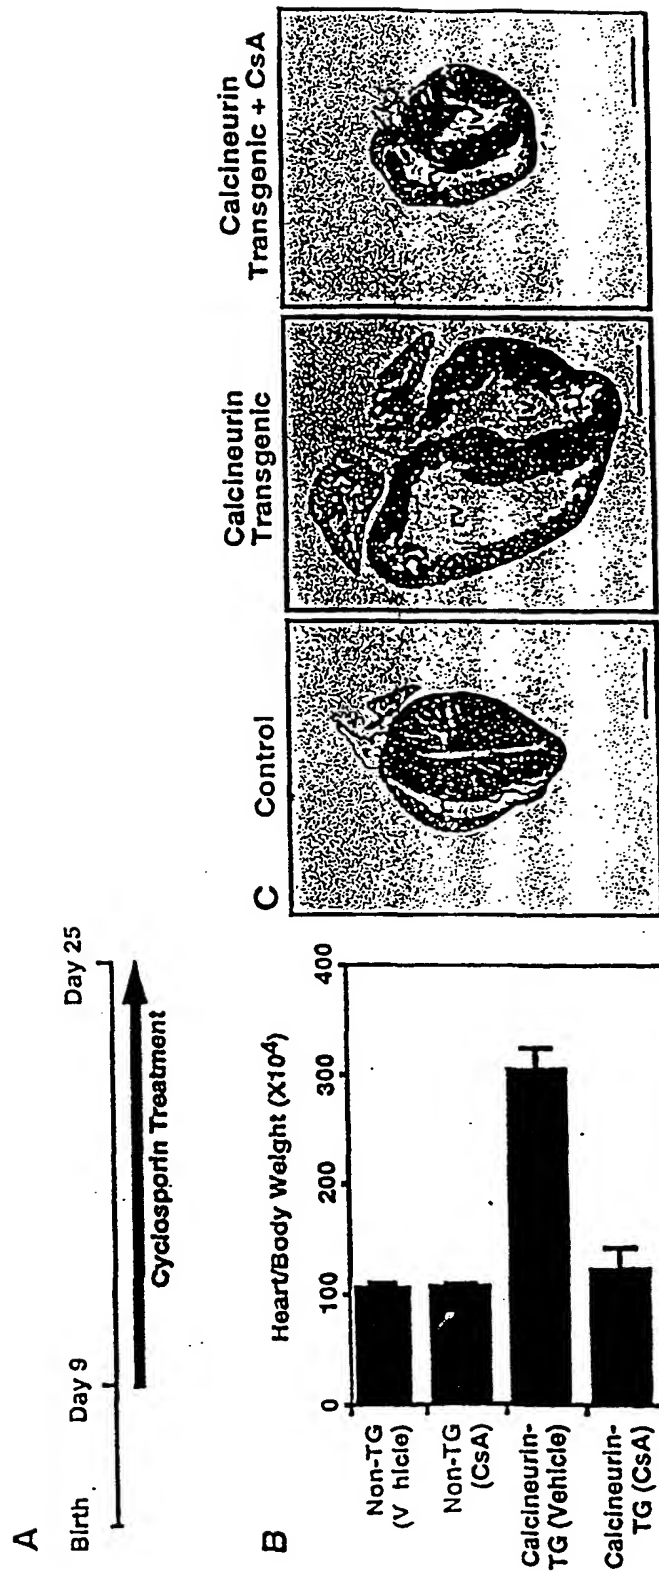 A
Birth
Day 9
Day 25
Cyclosporin Treatment
B
Heart/Body Weight (X10⁴)
0
100
200
300
400
Non-TG
(V hicle)
Non-TG
(CsA)
Calcineurin-
TG (Vehicle)
Calcineurin-
TG (CsA)
C
Control
Calcineurin
Transgenic
Calcineurin
Transgenic + CsA